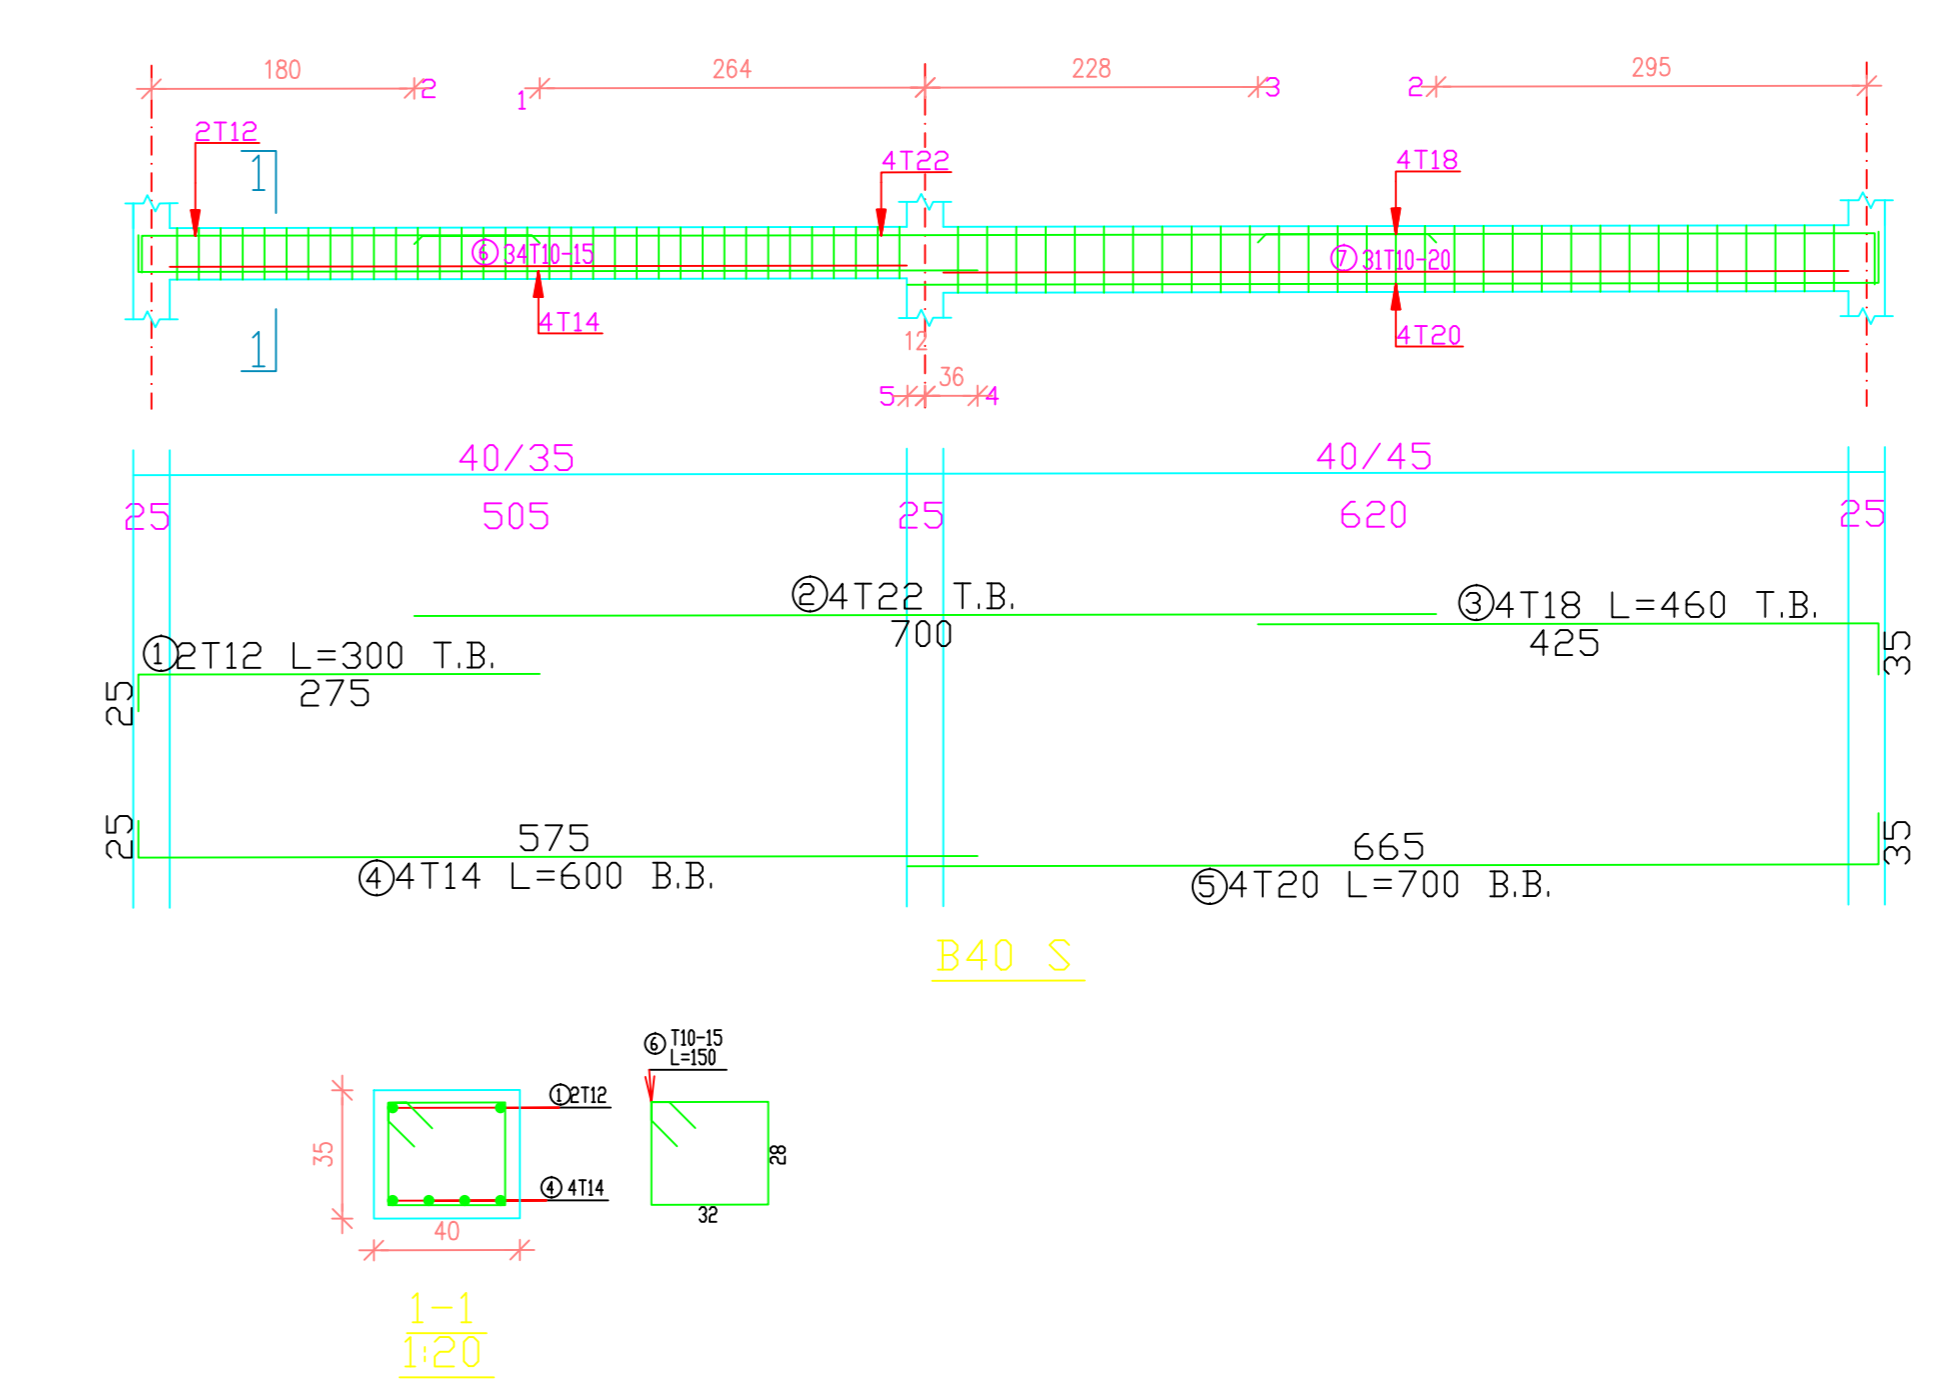 180
2
1
264
228
3
2
295
2T12
1
4T22
4T18
⑥ 34T10-15
⑦ 31T10-20
4T14
4T20
1
12
36
5
4
40/35
40/45
25
505
25
620
25
②4T22 T.B.
700
③4T18 L=460 T.B.
425
35
①2T12 L=300 T.B.
275
25
25
575
④4T14 L=600 B.B.
665
⑤4T20 L=700 B.B.
35
B40 S
⑥ T10-15
L=150
①2T12
35
28
④ 4T14
32
40
1-1
1:20